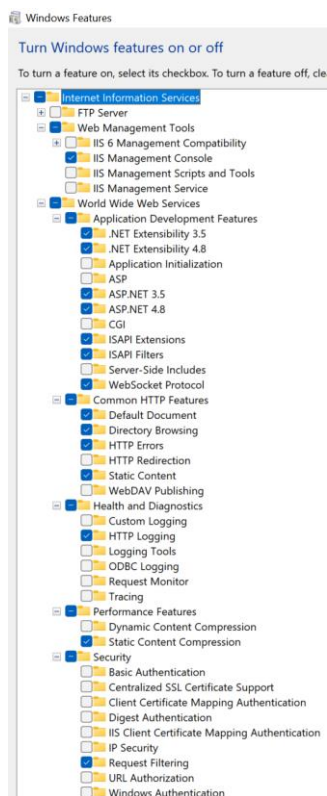 Windows Features
Turn Windows features on or off
To turn a feature on, select its checkbox. To turn a feature off, clea
Internet Information Services
FTP Server
Web Management Tools
IIS 6 Management Compatibility
IIS Management Console
IIS Management Scripts and Tools
IIS Management Service
World Wide Web Services
Application Development Features
.NET Extensibility 3.5
.NET Extensibility 4.8
Application Initialization
ASP
ASP.NET 3.5
ASP.NET 4.8
CGI
ISAPI Extensions
ISAPI Filters
Server-Side Includes
WebSocket Protocol
Common HTTP Features
Default Document
Directory Browsing
HTTP Errors
HTTP Redirection
Static Content
WebDAV Publishing
Health and Diagnostics
Custom Logging
HTTP Logging
Logging Tools
ODBC Logging
Request Monitor
Tracing
Performance Features
Dynamic Content Compression
Static Content Compression
Security
Basic Authentication
Centralized SSL Certificate Support
Client Certificate Mapping Authentication
Digest Authentication
IIS Client Certificate Mapping Authentication
IP Security
Request Filtering
URL Authorization
Windows Authentication